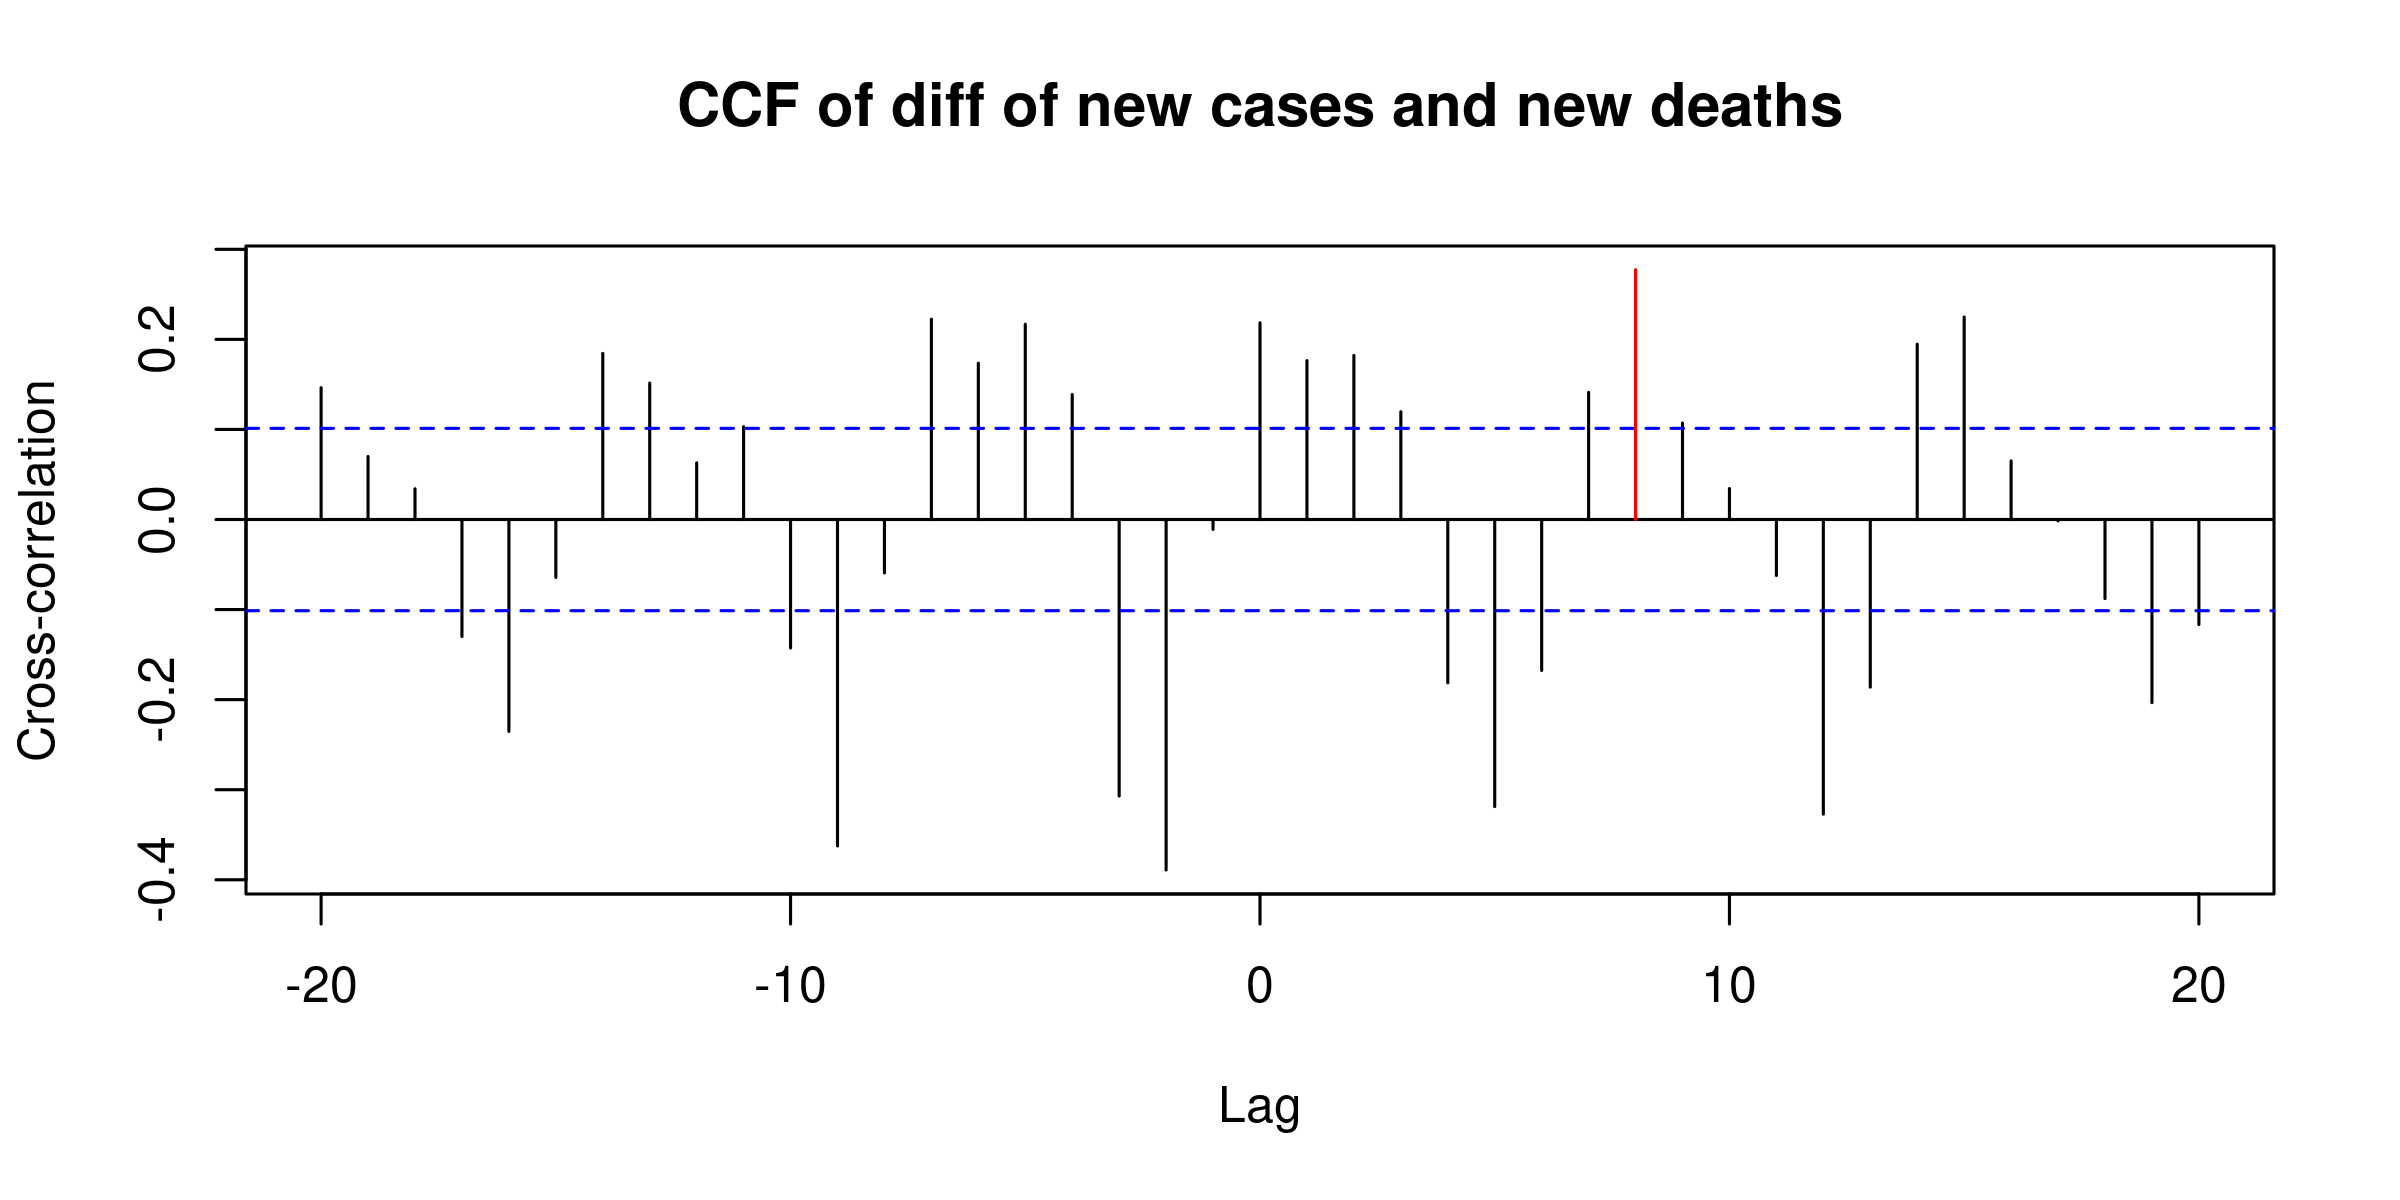 CCF of diff of new cases and new deaths
Cross-correlation
0.2
0.0
-0.2
-0.4
-20 -10 0 10 20
Lag